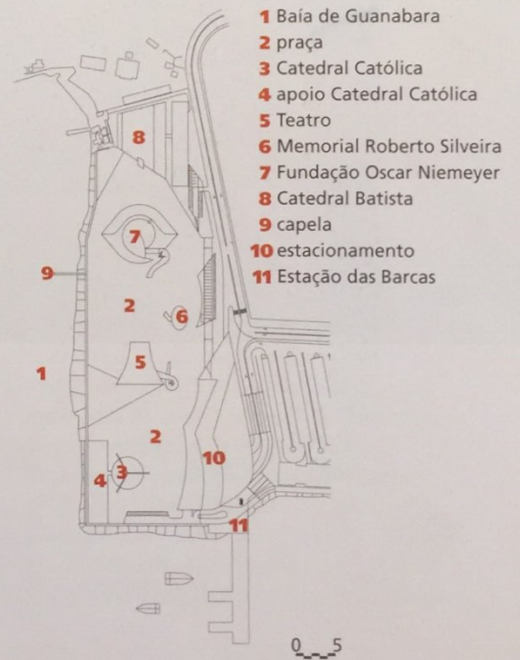 1 Baía de Guanabara
2 praça
3 Catedral Católica
4 apoio Catedral Católica
5 Teatro
6 Memorial Roberto Silveira
7 Fundação Oscar Niemeyer
8 Catedral Batista
9 capela
10 estacionamento
11 Estação das Barcas
8
7
9
2
6
5
1
2
10
4
3
11
0 5